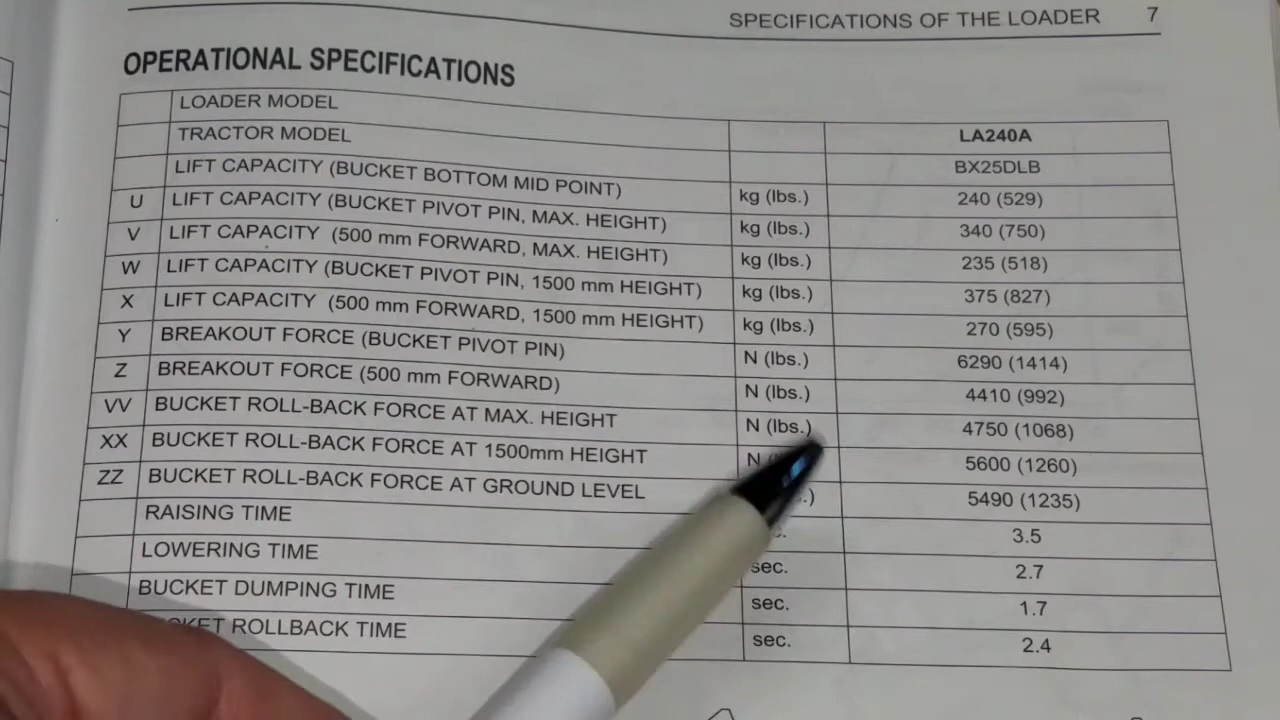 SPECIFICATIONS OF THE LOADER 7
OPERATIONAL SPECIFICATIONS
LOADER MODEL LA240A
TRACTOR MODEL BX25DLB
LIFT CAPACITY (BUCKET BOTTOM MID POINT) kg (lbs.) 240 (529)
U LIFT CAPACITY (BUCKET PIVOT PIN, MAX. HEIGHT) kg (lbs.) 340 (750)
V LIFT CAPACITY (500 mm FORWARD, MAX. HEIGHT) kg (lbs.) 235 (518)
W LIFT CAPACITY (BUCKET PIVOT PIN, 1500 mm HEIGHT) kg (lbs.) 375 (827)
X LIFT CAPACITY (500 mm FORWARD, 1500 mm HEIGHT) kg (lbs.) 270 (595)
Y BREAKOUT FORCE (BUCKET PIVOT PIN) N (lbs.) 6290 (1414)
Z BREAKOUT FORCE (500 mm FORWARD) N (lbs.) 4410 (992)
VV BUCKET ROLL-BACK FORCE AT MAX. HEIGHT N (lbs.) 4750 (1068)
XX BUCKET ROLL-BACK FORCE AT 1500mm HEIGHT N 5600 (1260)
ZZ BUCKET ROLL-BACK FORCE AT GROUND LEVEL 5490 (1235)
RAISING TIME 3.5
LOWERING TIME sec. 2.7
BUCKET DUMPING TIME sec. 1.7
ROLLBACK TIME sec. 2.4